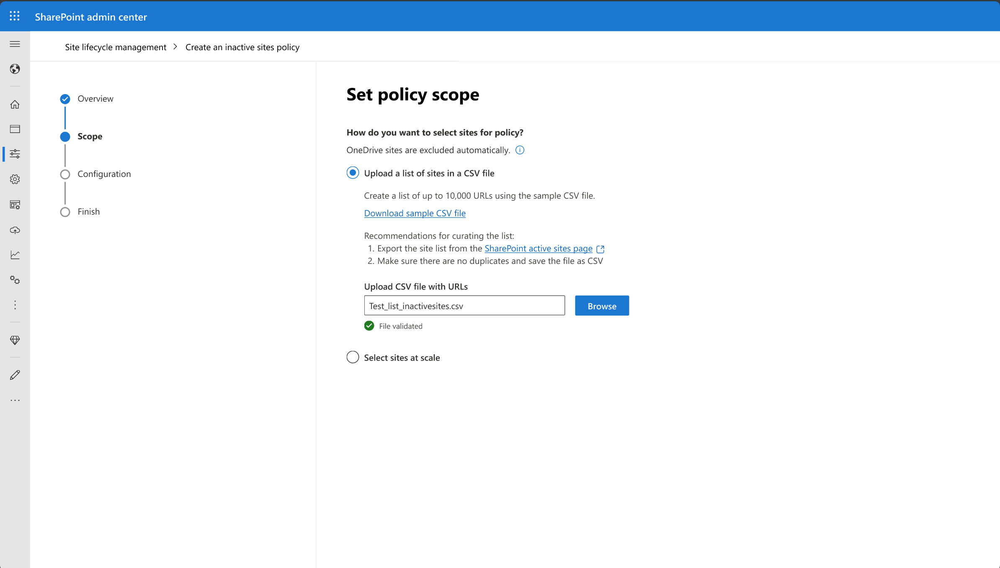 SharePoint admin center
Site lifecycle management > Create an inactive sites policy
Overview
Scope
Configuration
Finish
Set policy scope
How do you want to select sites for policy?
OneDrive sites are excluded automatically.
Upload a list of sites in a CSV file
Create a list of up to 10,000 URLs using the sample CSV file.
Download sample CSV file
Recommendations for curating the list:
1. Export the site list from the SharePoint active sites page
2. Make sure there are no duplicates and save the file as CSV
Upload CSV file with URLs
Test_list_inactivesites.csv
Browse
File validated
Select sites at scale